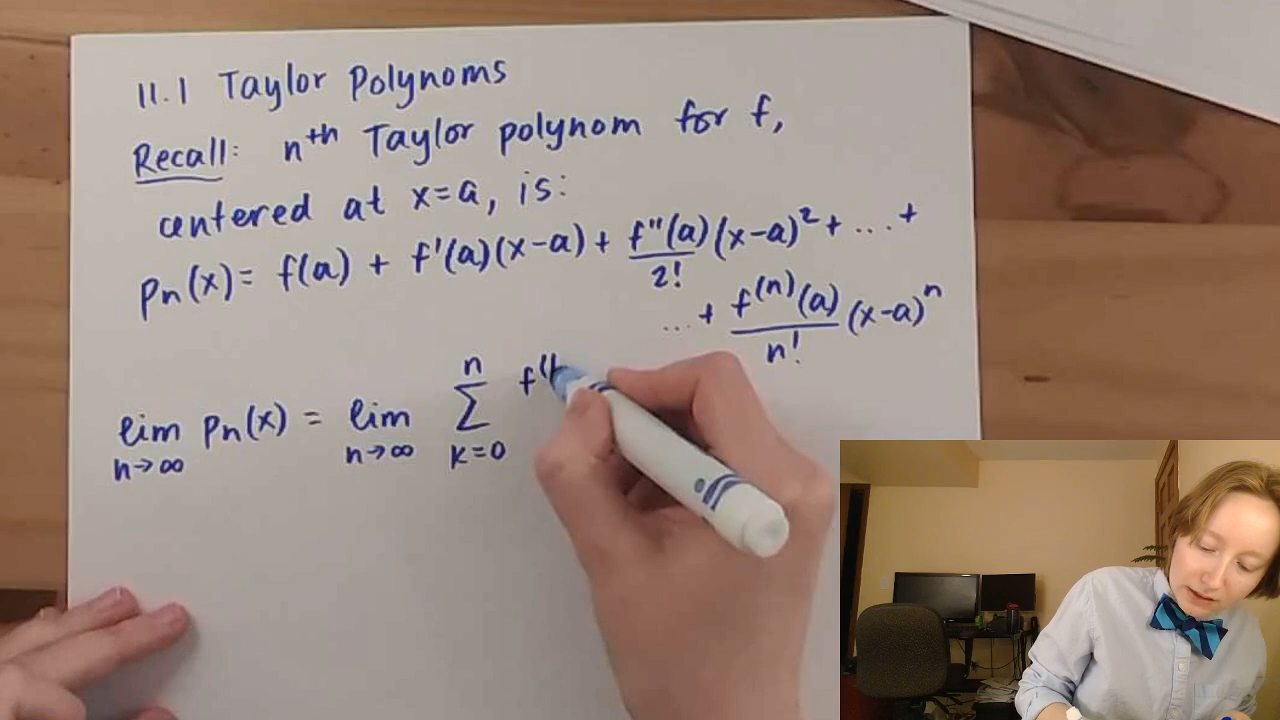 11.1 Taylor Polynoms
Recall: nth Taylor polynom for f,
centered at x=a, is:
pn(x)= f(a) + f'(a)(x-a) + f''(a)/2! (x-a)² + ... +
... + f⁽ⁿ⁾(a)/n! (x-a)ⁿ
lim n→∞ pn(x) = lim n→∞ n Σ k=0 f(